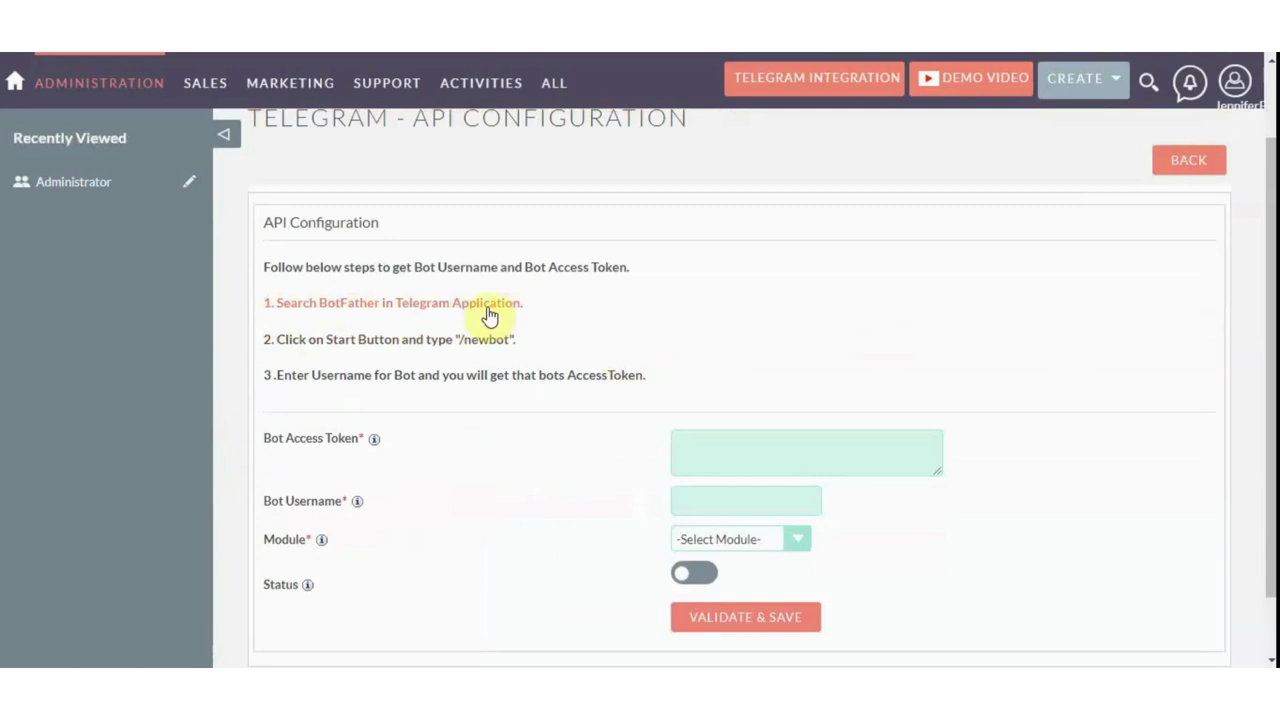 ADMINISTRATION SALES MARKETING SUPPORT ACTIVITIES ALL TELEGRAM INTEGRATION DEMO VIDEO CREATE
JenniferF
TELEGRAM - API CONFIGURATION
Recently Viewed
BACK
Administrator
API Configuration
Follow below steps to get Bot Username and Bot Access Token.
1. Search BotFather in Telegram Application.
2. Click on Start Button and type "/newbot".
3 .Enter Username for Bot and you will get that bots AccessToken.
Bot Access Token*
Bot Username*
Module* -Select Module-
Status
VALIDATE & SAVE